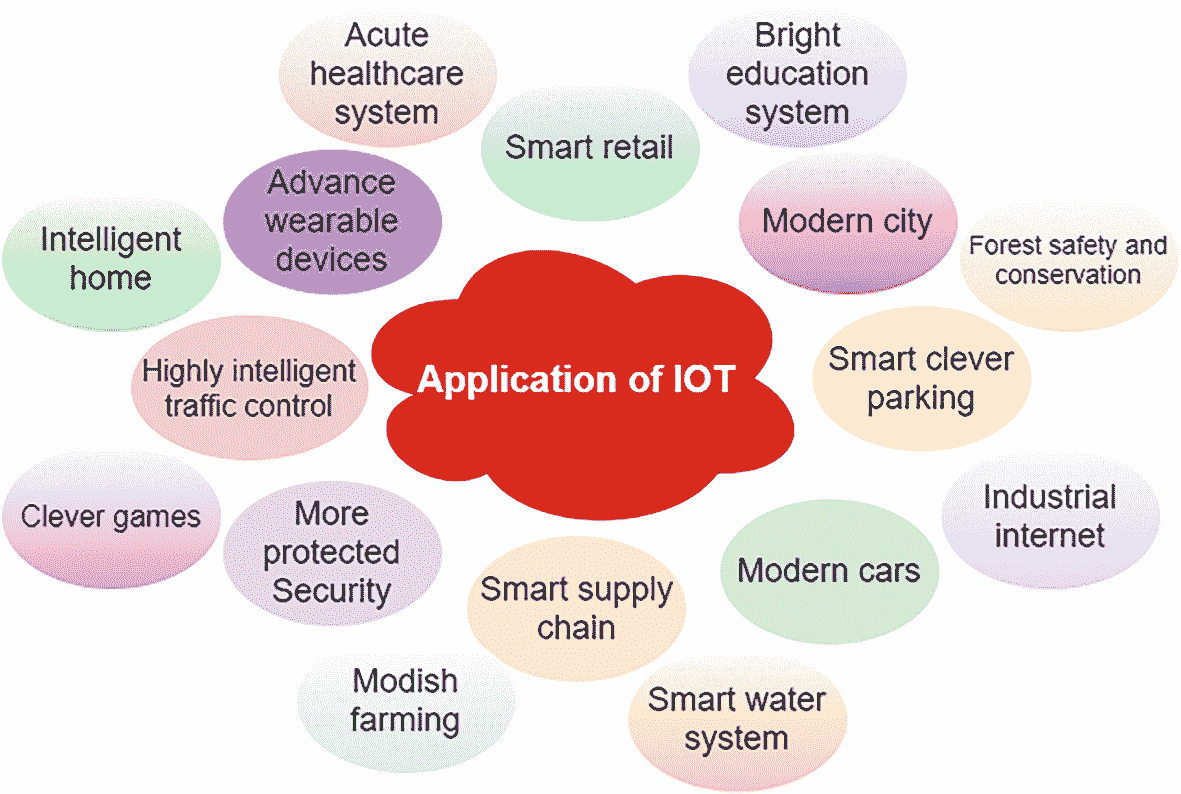 Acute
healthcare
system
Bright
education
system
Smart retail
Advance
wearable
devices
Modern city
Intelligent
home
Forest safety and
conservation
Highly intelligent
traffic control
Application of IOT
Smart clever
parking
Clever games
More
protected
Security
Industrial
internet
Modern cars
Smart supply
chain
Modish
farming
Smart water
system